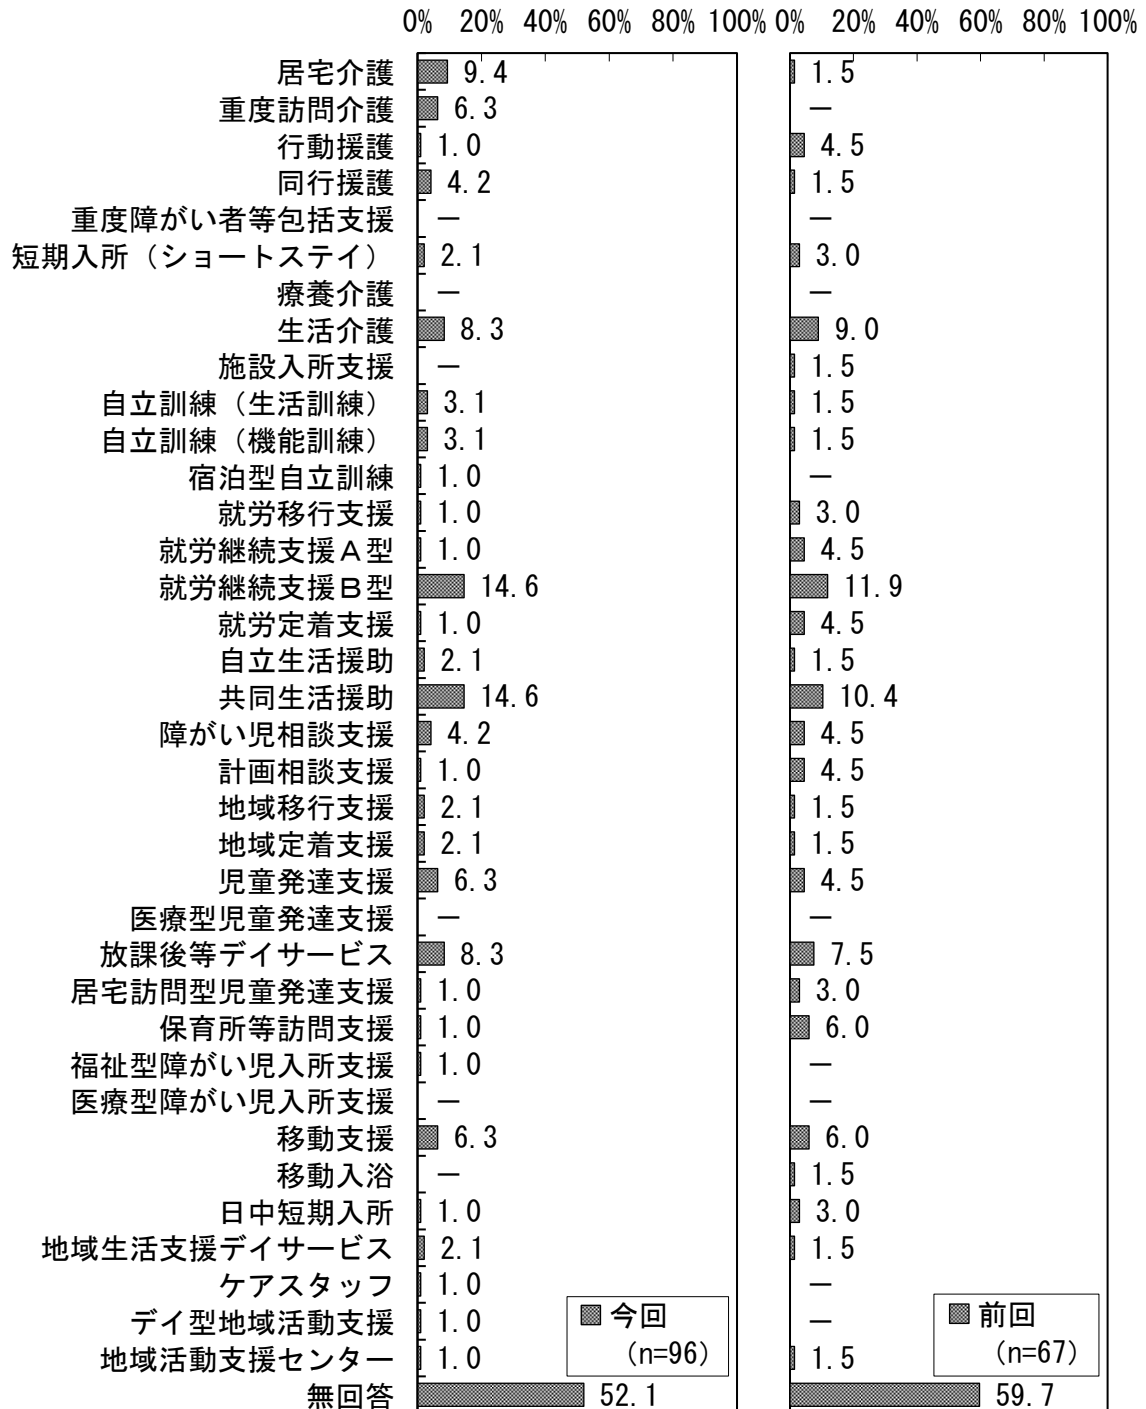 0% 20% 40% 60% 80% 100% 0% 20% 40% 60% 80% 100%
居宅介護 9.4 1.5
重度訪問介護 6.3 －
行動援護 1.0 4.5
同行援護 4.2 1.5
重度障がい者等包括支援 － －
短期入所（ショートステイ） 2.1 3.0
療養介護 － －
生活介護 8.3 9.0
施設入所支援 － 1.5
自立訓練（生活訓練） 3.1 1.5
自立訓練（機能訓練） 3.1 1.5
宿泊型自立訓練 1.0 －
就労移行支援 1.0 3.0
就労継続支援Ａ型 1.0 4.5
就労継続支援Ｂ型 14.6 11.9
就労定着支援 1.0 4.5
自立生活援助 2.1 1.5
共同生活援助 14.6 10.4
障がい児相談支援 4.2 4.5
計画相談支援 1.0 4.5
地域移行支援 2.1 1.5
地域定着支援 2.1 1.5
児童発達支援 6.3 4.5
医療型児童発達支援 － －
放課後等デイサービス 8.3 7.5
居宅訪問型児童発達支援 1.0 3.0
保育所等訪問支援 1.0 6.0
福祉型障がい児入所支援 1.0 －
医療型障がい児入所支援 － －
移動支援 6.3 6.0
移動入浴 － 1.5
日中短期入所 1.0 3.0
地域生活支援デイサービス 2.1 1.5
ケアスタッフ 1.0 －
デイ型地域活動支援 1.0 －
地域活動支援センター 1.0 1.5
無回答 52.1 59.7
今回
（n=96）
前回
（n=67）